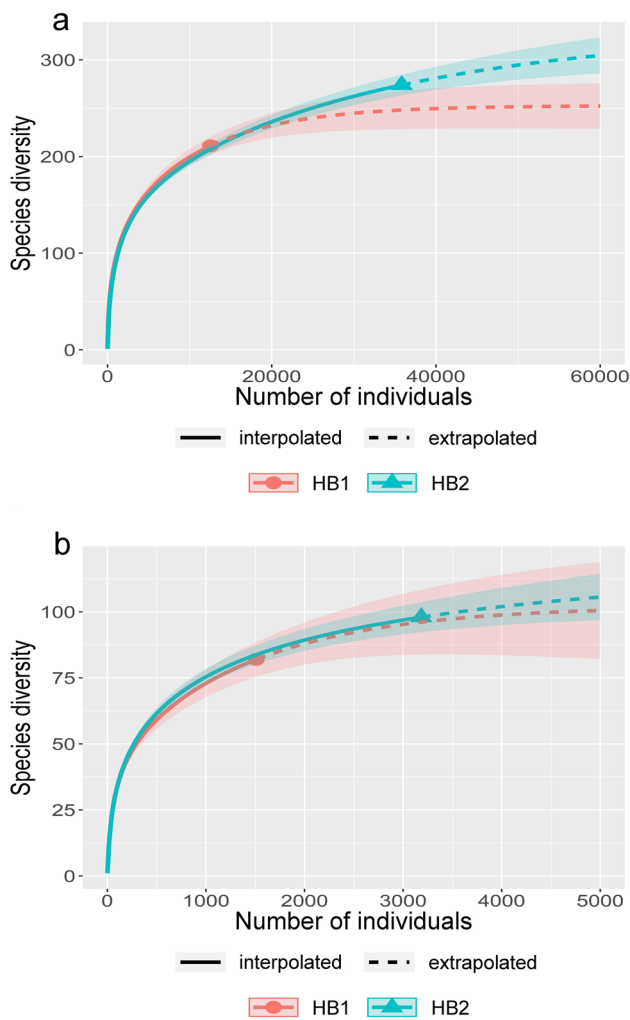 a
Species diversity
300
200
100
0
0 20000 40000 60000
Number of individuals
interpolated extrapolated
HB1 HB2
b
Species diversity
100
75
50
25
0
0 1000 2000 3000 4000 5000
Number of individuals
interpolated extrapolated
HB1 HB2